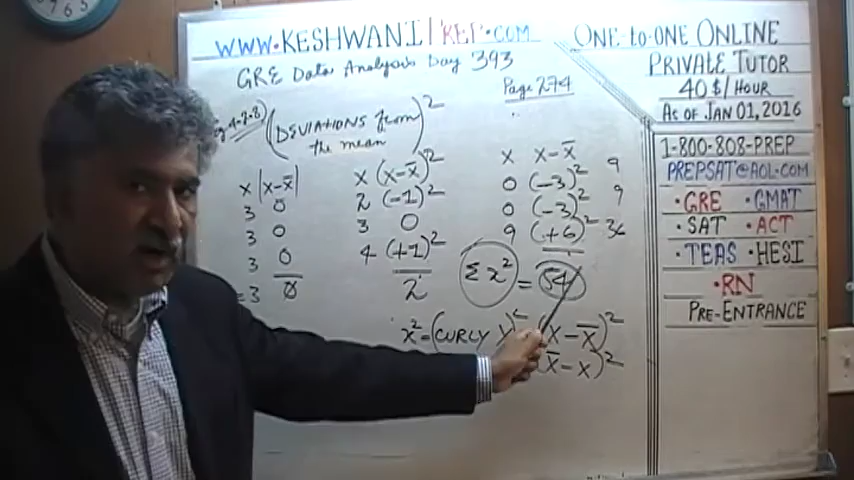 WWW.KESHWANI PREP.COM
GRE Data Analysis Day 393
Page 274
(DEVIATIONS from the mean)²
x |x-x̄|
3 0
3 0
3 0
=3 0
x (x-x̄)²
2 (-1)²
3 0
4 (+1)²
2
x x-x̄
0 (-3)² 9
0 (-3)² 9
9 (+6)² 36
Σx² = 54
x² = (CURLY
(x-x̄)²
x̄-x)²
ONE-to-ONE ONLINE
PRIVATE TUTOR
40 $/HOUR
AS OF JAN 01, 2016
1-800-808-PREP
PREPSAT@AOL.COM
• GRE • GMAT
• SAT • ACT
• TEAS • HESI
• RN
PRE-ENTRANCE